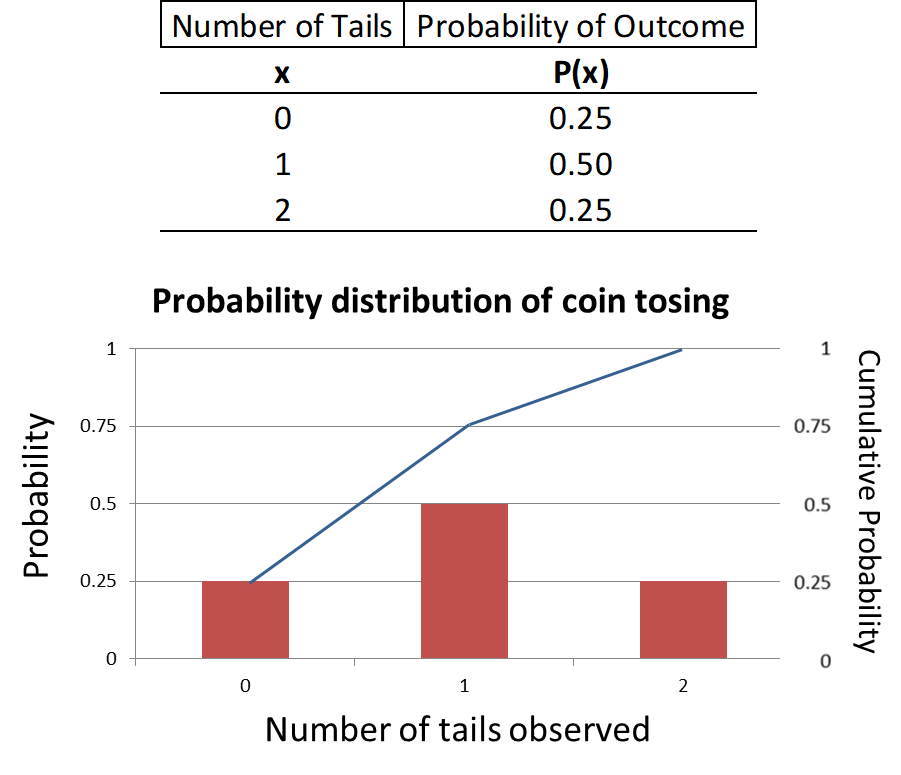 Number of Tails Probability of Outcome
x P(x)
0 0.25
1 0.50
2 0.25
Probability distribution of coin tosing
1 1
0.75 0.75
0.5 0.5
0.25 0.25
0 0
Probability
Cumulative Probability
0 1 2
Number of tails observed